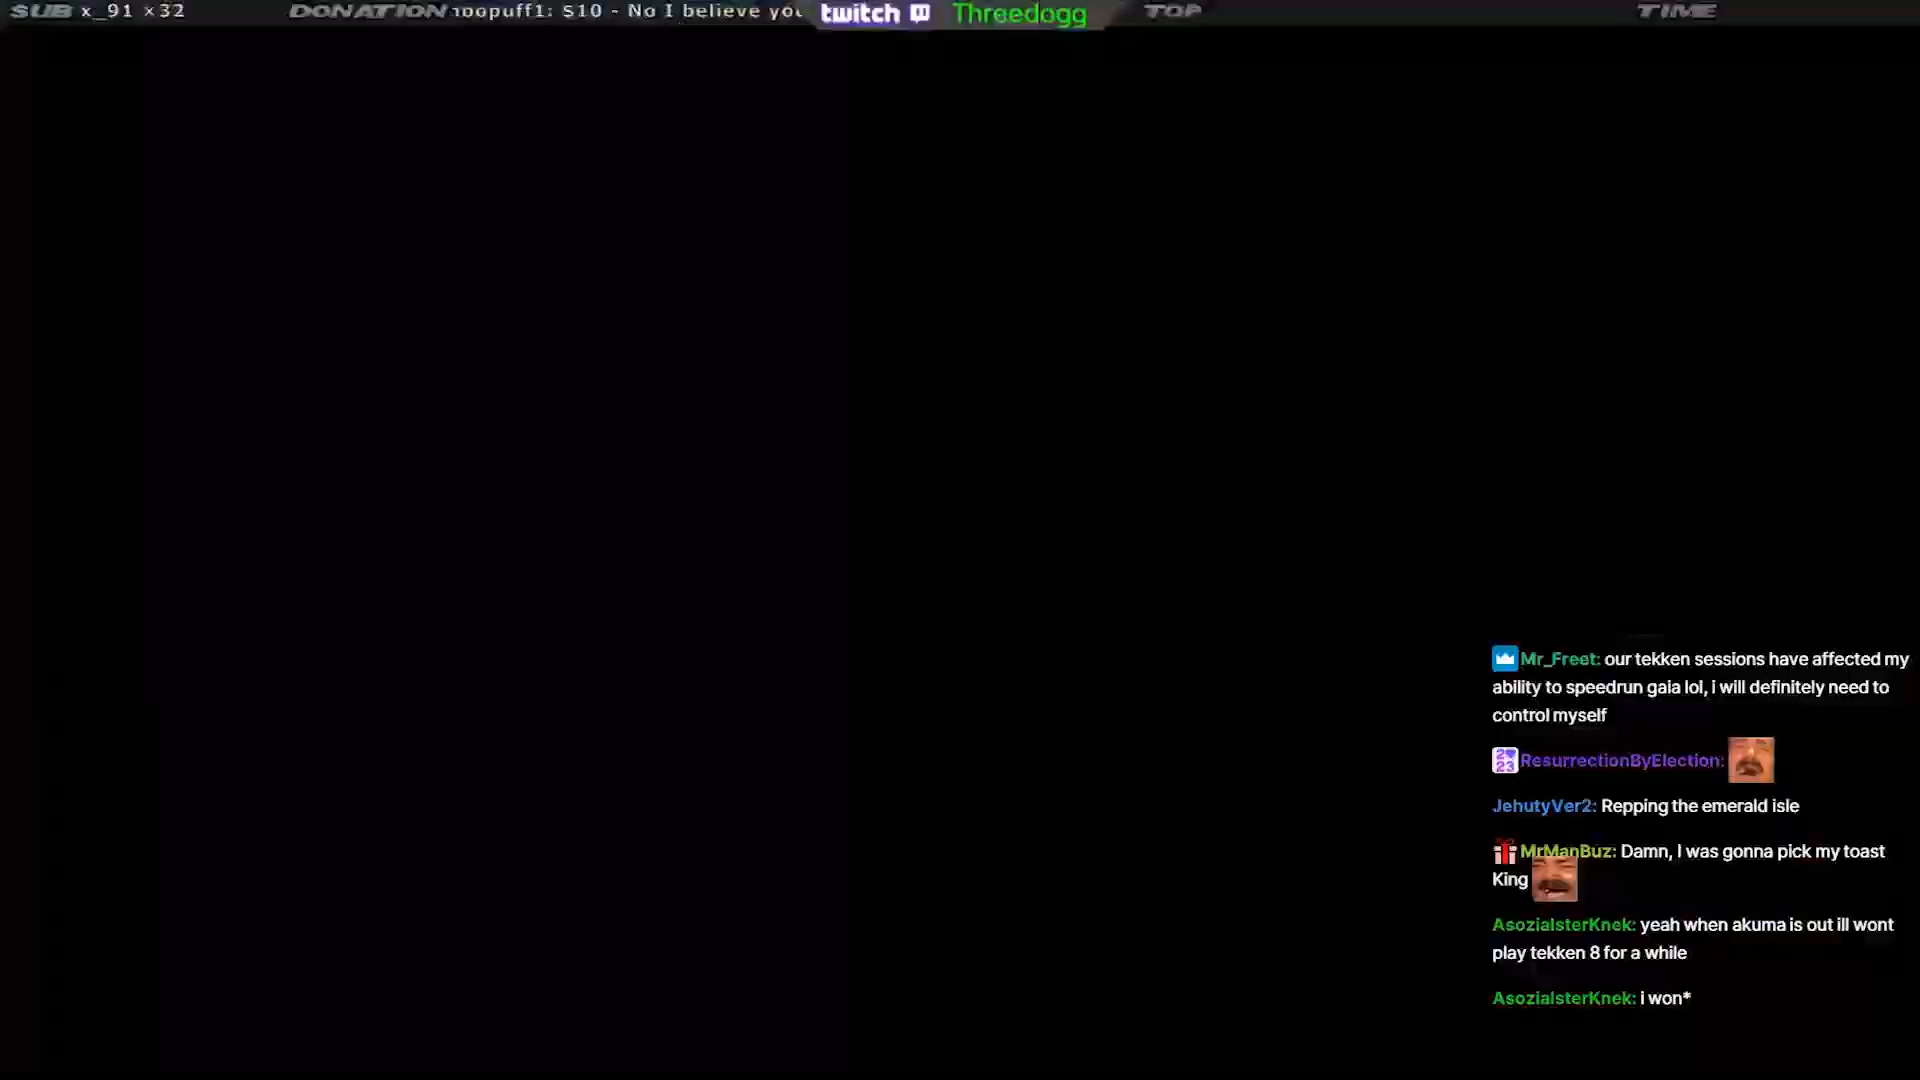 SUB x_91 ×32 DONATION puff1: $10 - No I believe you twitch Threedogg TOP TIME
Mr_Freet: our tekken sessions have affected my
ability to speedrun gaia lol, i will definitely need to
control myself
ResurrectionByElection:
JehutyVer2: Repping the emerald isle
MrManBuz: Damn, I was gonna pick my toast
King
AsozialsterKnek: yeah when akuma is out ill wont
play tekken 8 for a while
AsozialsterKnek: i won*